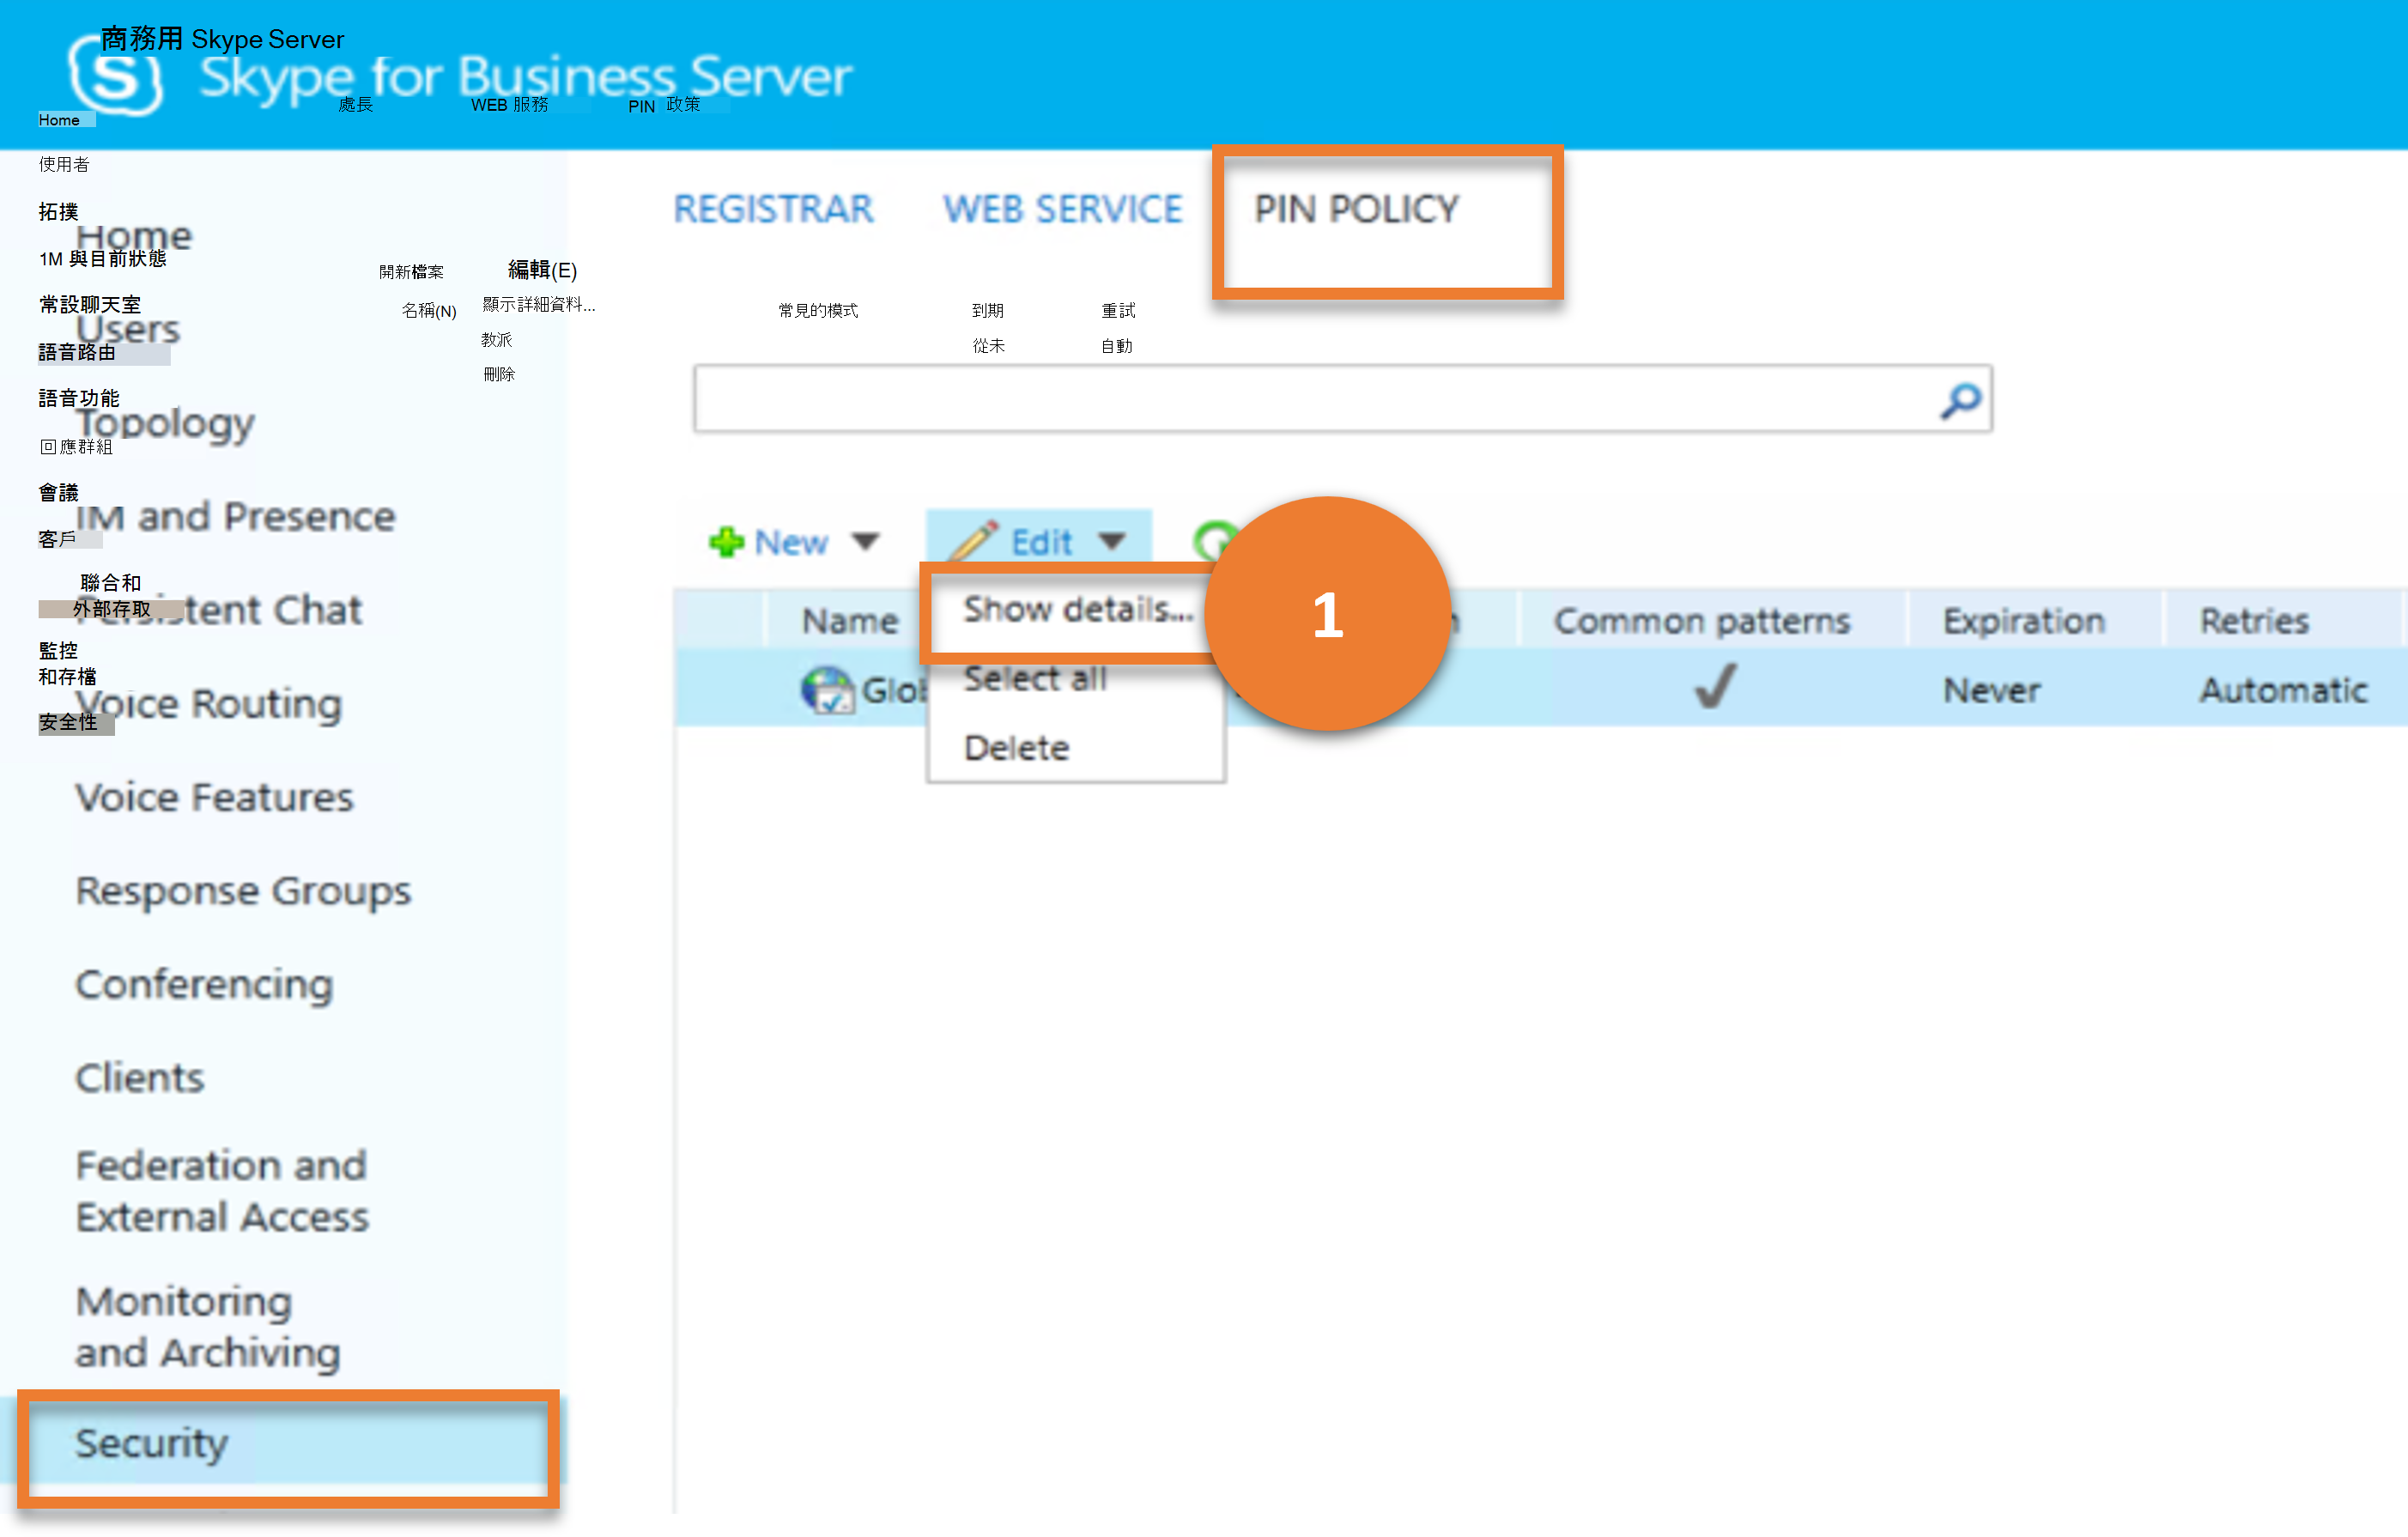 商務用 Skype Server
Skype for Business Server
處長 WEB 服務 PIN 政策
Home
使用者
拓撲
1M 與目前狀態
常設聊天室
語音路由
語音功能
回應群組
會議
客戶
聯合和
外部存取
監控
和存檔
安全性
開新檔案 編輯(E)
名稱(N) 顯示詳細資料... 常見的模式 到期 重試
教派 從未 自動
刪除
REGISTRAR WEB SERVICE PIN POLICY
Home
Users
Topology
IM and Presence
Persistent Chat
Voice Routing
Voice Features
Response Groups
Conferencing
Clients
Federation and
External Access
Monitoring
and Archiving
Security
New Edit
Name Common patterns Expiration Retries
Never Automatic
Show details...
Select all
Delete
1